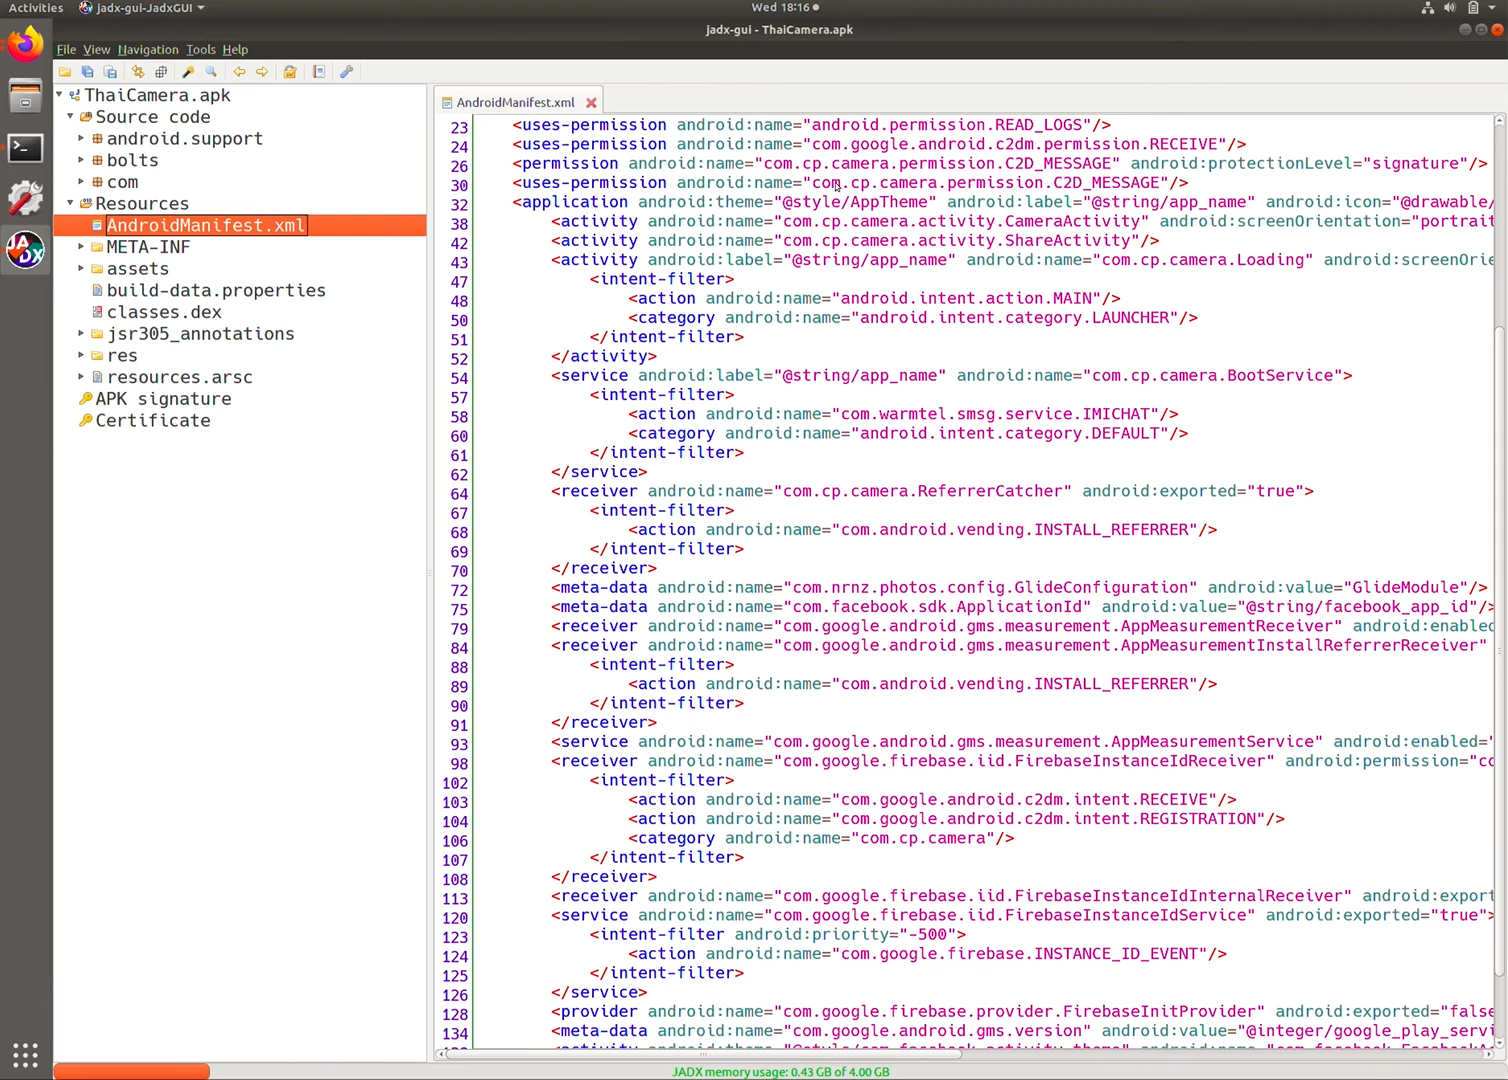 Activities jadx-gui-JadxGUI Wed 18:16
jadx-gui - ThaiCamera.apk
File View Navigation Tools Help
ThaiCamera.apk
Source code
android.support
bolts
com
Resources
AndroidManifest.xml
META-INF
assets
build-data.properties
classes.dex
jsr305_annotations
res
resources.arsc
APK signature
Certificate
AndroidManifest.xml
23 <uses-permission android:name="android.permission.READ_LOGS"/>
24 <uses-permission android:name="com.google.android.c2dm.permission.RECEIVE"/>
26 <permission android:name="com.cp.camera.permission.C2D_MESSAGE" android:protectionLevel="signature"/>
30 <uses-permission android:name="com.cp.camera.permission.C2D_MESSAGE"/>
32 <application android:theme="@style/AppTheme" android:label="@string/app_name" android:icon="@drawable/
38 <activity android:name="com.cp.camera.activity.CameraActivity" android:screenOrientation="portrait
42 <activity android:name="com.cp.camera.activity.ShareActivity"/>
43 <activity android:label="@string/app_name" android:name="com.cp.camera.Loading" android:screenOrie
47 <intent-filter>
48 <action android:name="android.intent.action.MAIN"/>
50 <category android:name="android.intent.category.LAUNCHER"/>
51 </intent-filter>
52 </activity>
54 <service android:label="@string/app_name" android:name="com.cp.camera.BootService">
57 <intent-filter>
58 <action android:name="com.warmtel.smsg.service.IMICHAT"/>
60 <category android:name="android.intent.category.DEFAULT"/>
61 </intent-filter>
62 </service>
64 <receiver android:name="com.cp.camera.ReferrerCatcher" android:exported="true">
67 <intent-filter>
68 <action android:name="com.android.vending.INSTALL_REFERRER"/>
69 </intent-filter>
70 </receiver>
72 <meta-data android:name="com.nrnz.photos.config.GlideConfiguration" android:value="GlideModule"/>
75 <meta-data android:name="com.facebook.sdk.ApplicationId" android:value="@string/facebook_app_id"/>
79 <receiver android:name="com.google.android.gms.measurement.AppMeasurementReceiver" android:enabled
84 <receiver android:name="com.google.android.gms.measurement.AppMeasurementInstallReferrerReceiver"
88 <intent-filter>
89 <action android:name="com.android.vending.INSTALL_REFERRER"/>
90 </intent-filter>
91 </receiver>
93 <service android:name="com.google.android.gms.measurement.AppMeasurementService" android:enabled="
98 <receiver android:name="com.google.firebase.iid.FirebaseInstanceIdReceiver" android:permission="co
102 <intent-filter>
103 <action android:name="com.google.android.c2dm.intent.RECEIVE"/>
104 <action android:name="com.google.android.c2dm.intent.REGISTRATION"/>
106 <category android:name="com.cp.camera"/>
107 </intent-filter>
108 </receiver>
113 <receiver android:name="com.google.firebase.iid.FirebaseInstanceIdInternalReceiver" android:export
120 <service android:name="com.google.firebase.iid.FirebaseInstanceIdService" android:exported="true">
123 <intent-filter android:priority="-500">
124 <action android:name="com.google.firebase.INSTANCE_ID_EVENT"/>
125 </intent-filter>
126 </service>
128 <provider android:name="com.google.firebase.provider.FirebaseInitProvider" android:exported="false
134 <meta-data android:name="com.google.android.gms.version" android:value="@integer/google_play_servi
JADX memory usage: 0.43 GB of 4.00 GB